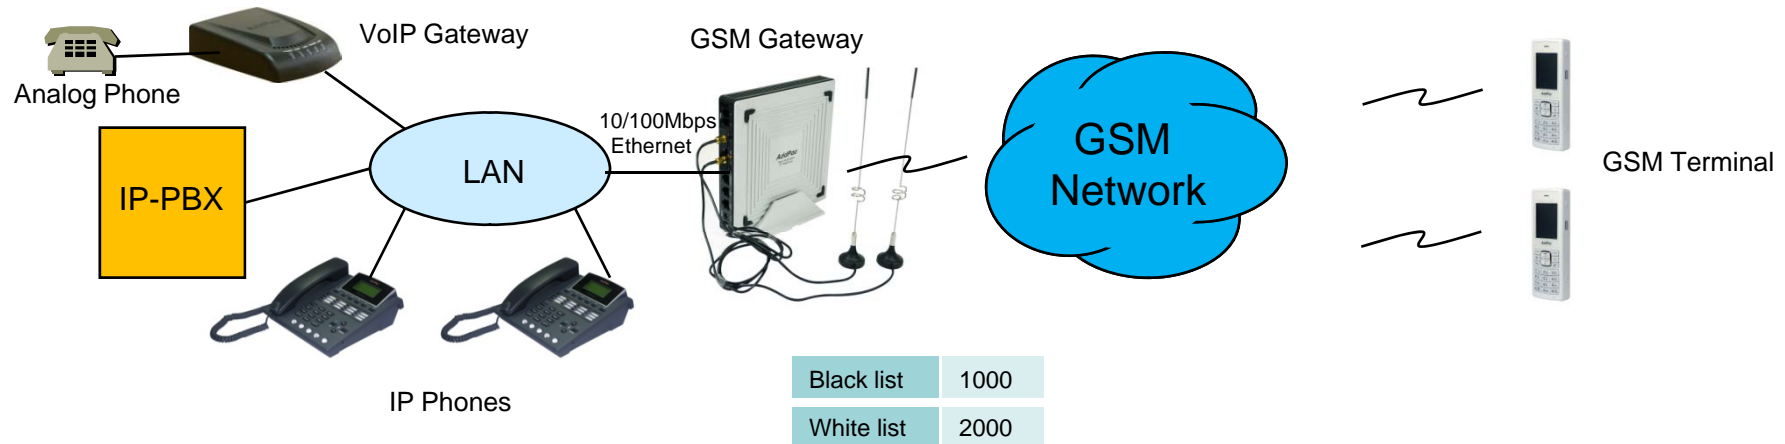 VoIP Gateway
GSM Gateway
Analog Phone
10/100Mbps
Ethernet
AddPac
IP-PBX
LAN
GSM
Network
GSM Terminal
IP Phones
Black list 1000
White list 2000